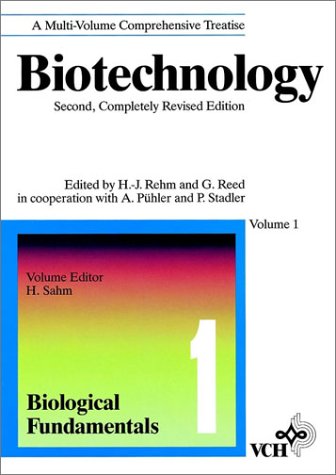 A Multi-Volume Comprehensive Treatise
Biotechnology
Second, Completely Revised Edition
Edited by H.-J. Rehm and G. Reed
in cooperation with A. Pühler and P. Stadler
Volume 1
Volume Editor
H. Sahm
1
Biological
Fundamentals
VCH